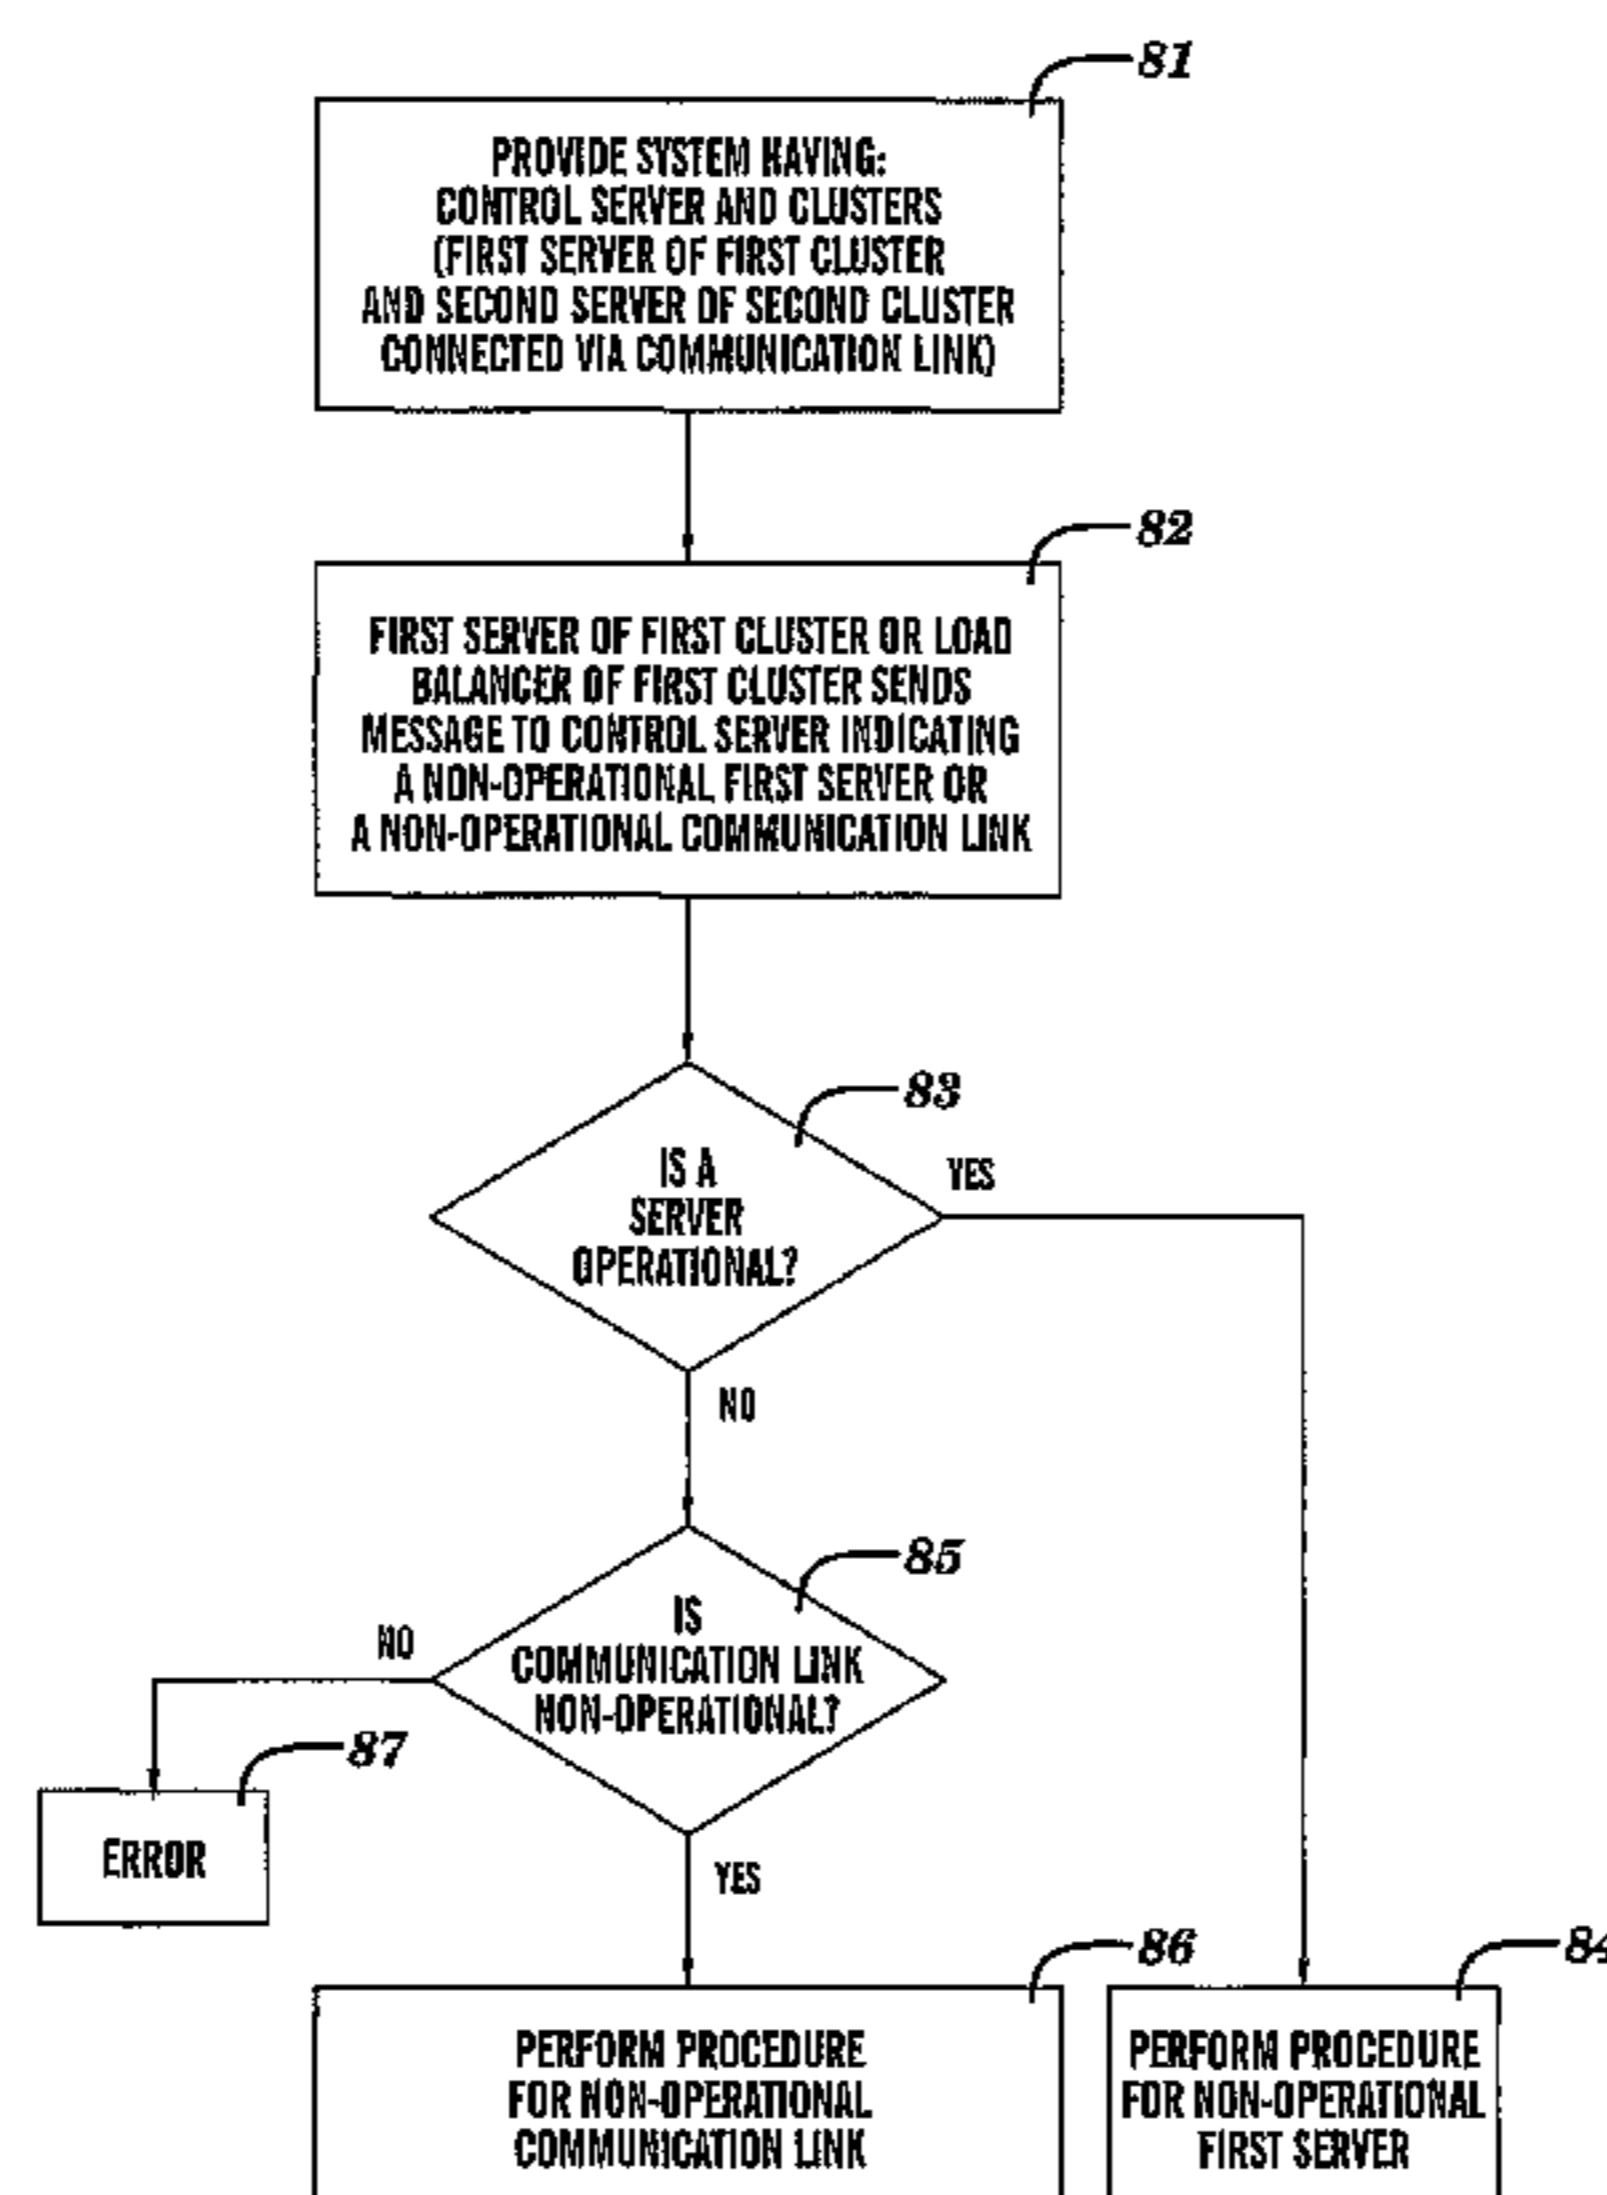 81
PROVIDE SYSTEM HAVING:
CONTROL SERVER AND CLUSTERS
(FIRST SERVER OF FIRST CLUSTER
AND SECOND SERVER OF SECOND CLUSTER
CONNECTED VIA COMMUNICATION LINK)
82
FIRST SERVER OF FIRST CLUSTER OR LOAD
BALANCER OF FIRST CLUSTER SENDS
MESSAGE TO CONTROL SERVER INDICATING
A NON-OPERATIONAL FIRST SERVER OR
A NON-OPERATIONAL COMMUNICATION LINK
83
IS A
SERVER
OPERATIONAL?
YES
NO
85
IS
COMMUNICATION LINK
NON-OPERATIONAL?
NO
87
ERROR
YES
86
PERFORM PROCEDURE
FOR NON-OPERATIONAL
COMMUNICATION LINK
84
PERFORM PROCEDURE
FOR NON-OPERATIONAL
FIRST SERVER